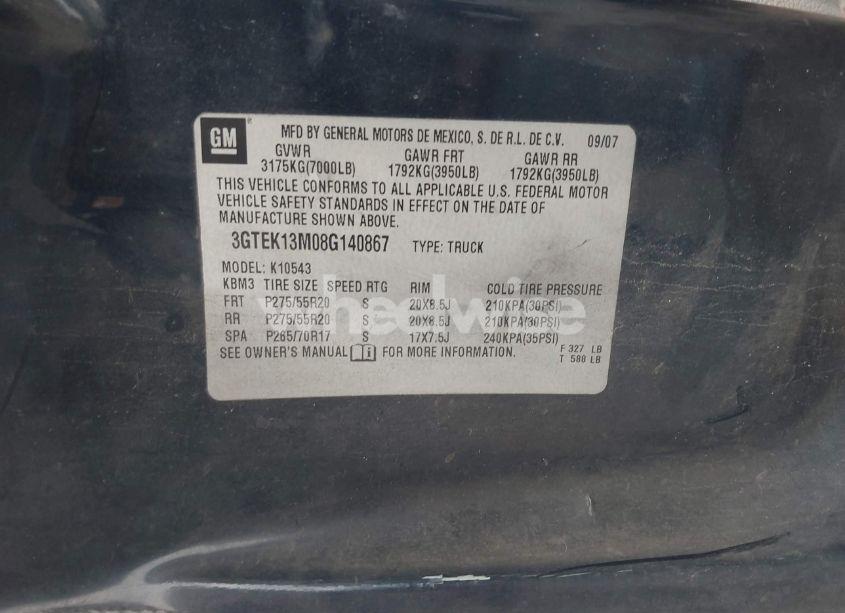 GM
MFD BY GENERAL MOTORS DE MEXICO, S. DE R.L. DE C.V. 09/07
GVWR GAWR FRT GAWR RR
3175KG(7000LB) 1792KG(3950LB) 1792KG(3950LB)
THIS VEHICLE CONFORMS TO ALL APPLICABLE U.S. FEDERAL MOTOR
VEHICLE SAFETY STANDARDS IN EFFECT ON THE DATE OF
MANUFACTURE SHOWN ABOVE.
3GTEK13M08G140867 TYPE: TRUCK
MODEL: K10543
KBM3 TIRE SIZE SPEED RTG RIM COLD TIRE PRESSURE
FRT P275/55R20 S 20X8.5J 210KPA(30PSI)
RR P275/55R20 S 20X8.5J 210KPA(30PSI)
SPA P265/70R17 S 17X7.5J 240KPA(35PSI)
SEE OWNER'S MANUAL FOR MORE INFORMATION.
F 327 LB
T 588 LB